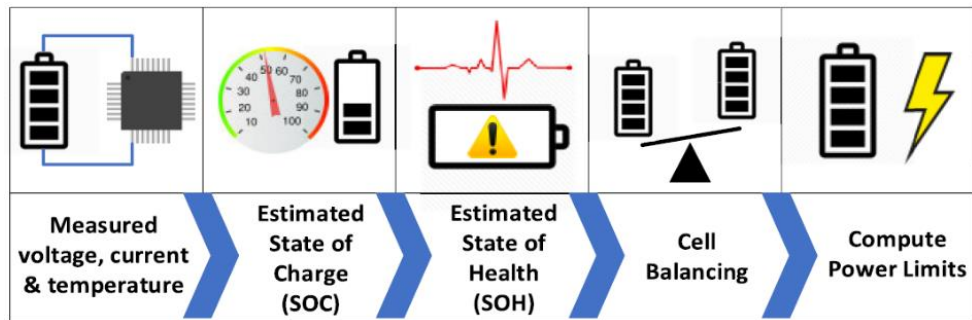 10
20
30
40
50
60
70
80
90
100
Measured
voltage, current
& temperature
Estimated
State of
Charge
(SOC)
Estimated
State of
Health
(SOH)
Cell
Balancing
Compute
Power Limits